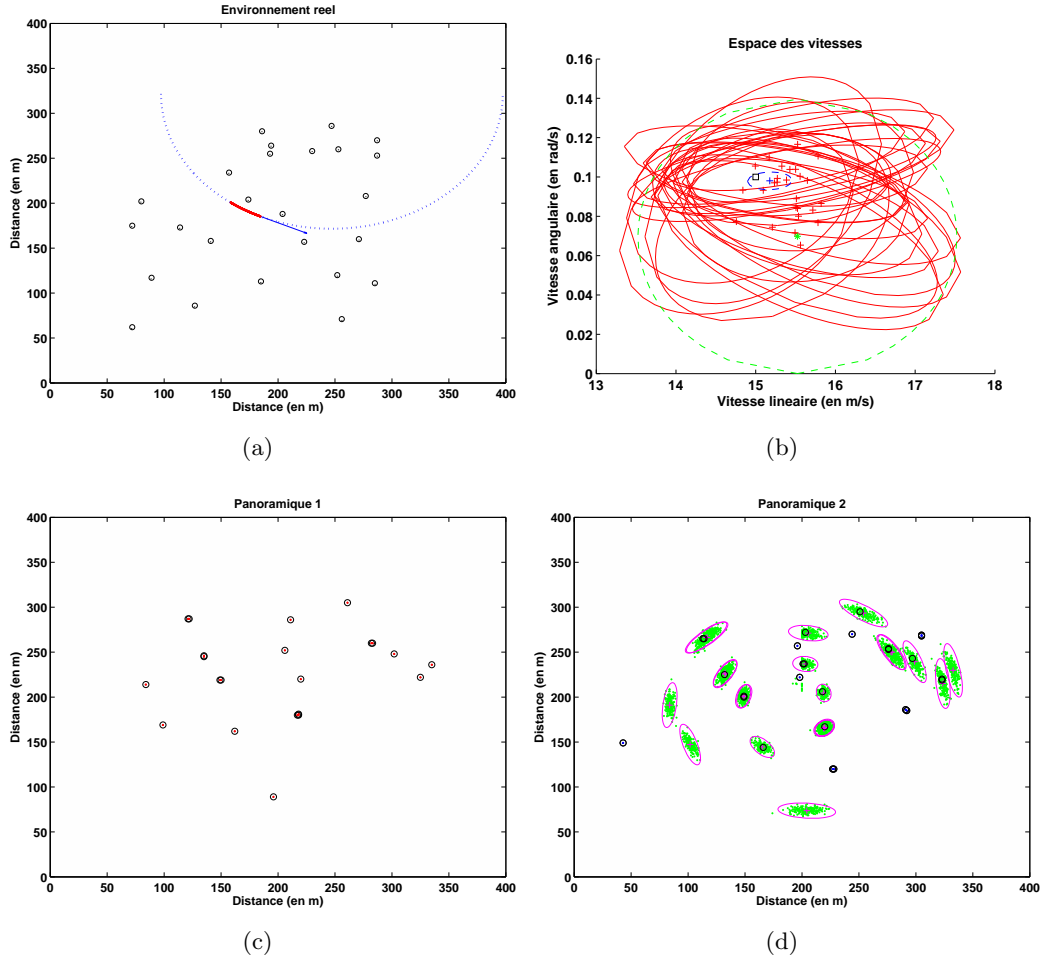 Environnement reel
400
350
300
250
200
150
100
50
0
0 50 100 150 200 250 300 350 400
Distance (en m)
Distance (en m)
(a)
Espace des vitesses
0.16
0.14
0.12
0.1
0.08
0.06
0.04
0.02
0
13 14 15 16 17 18
Vitesse angulaire (en rad/s)
Vitesse lineaire (en m/s)
(b)
Panoramique 1
400
350
300
250
200
150
100
50
0
0 50 100 150 200 250 300 350 400
Distance (en m)
Distance (en m)
(c)
Panoramique 2
400
350
300
250
200
150
100
50
0
0 50 100 150 200 250 300 350 400
Distance (en m)
Distance (en m)
(d)